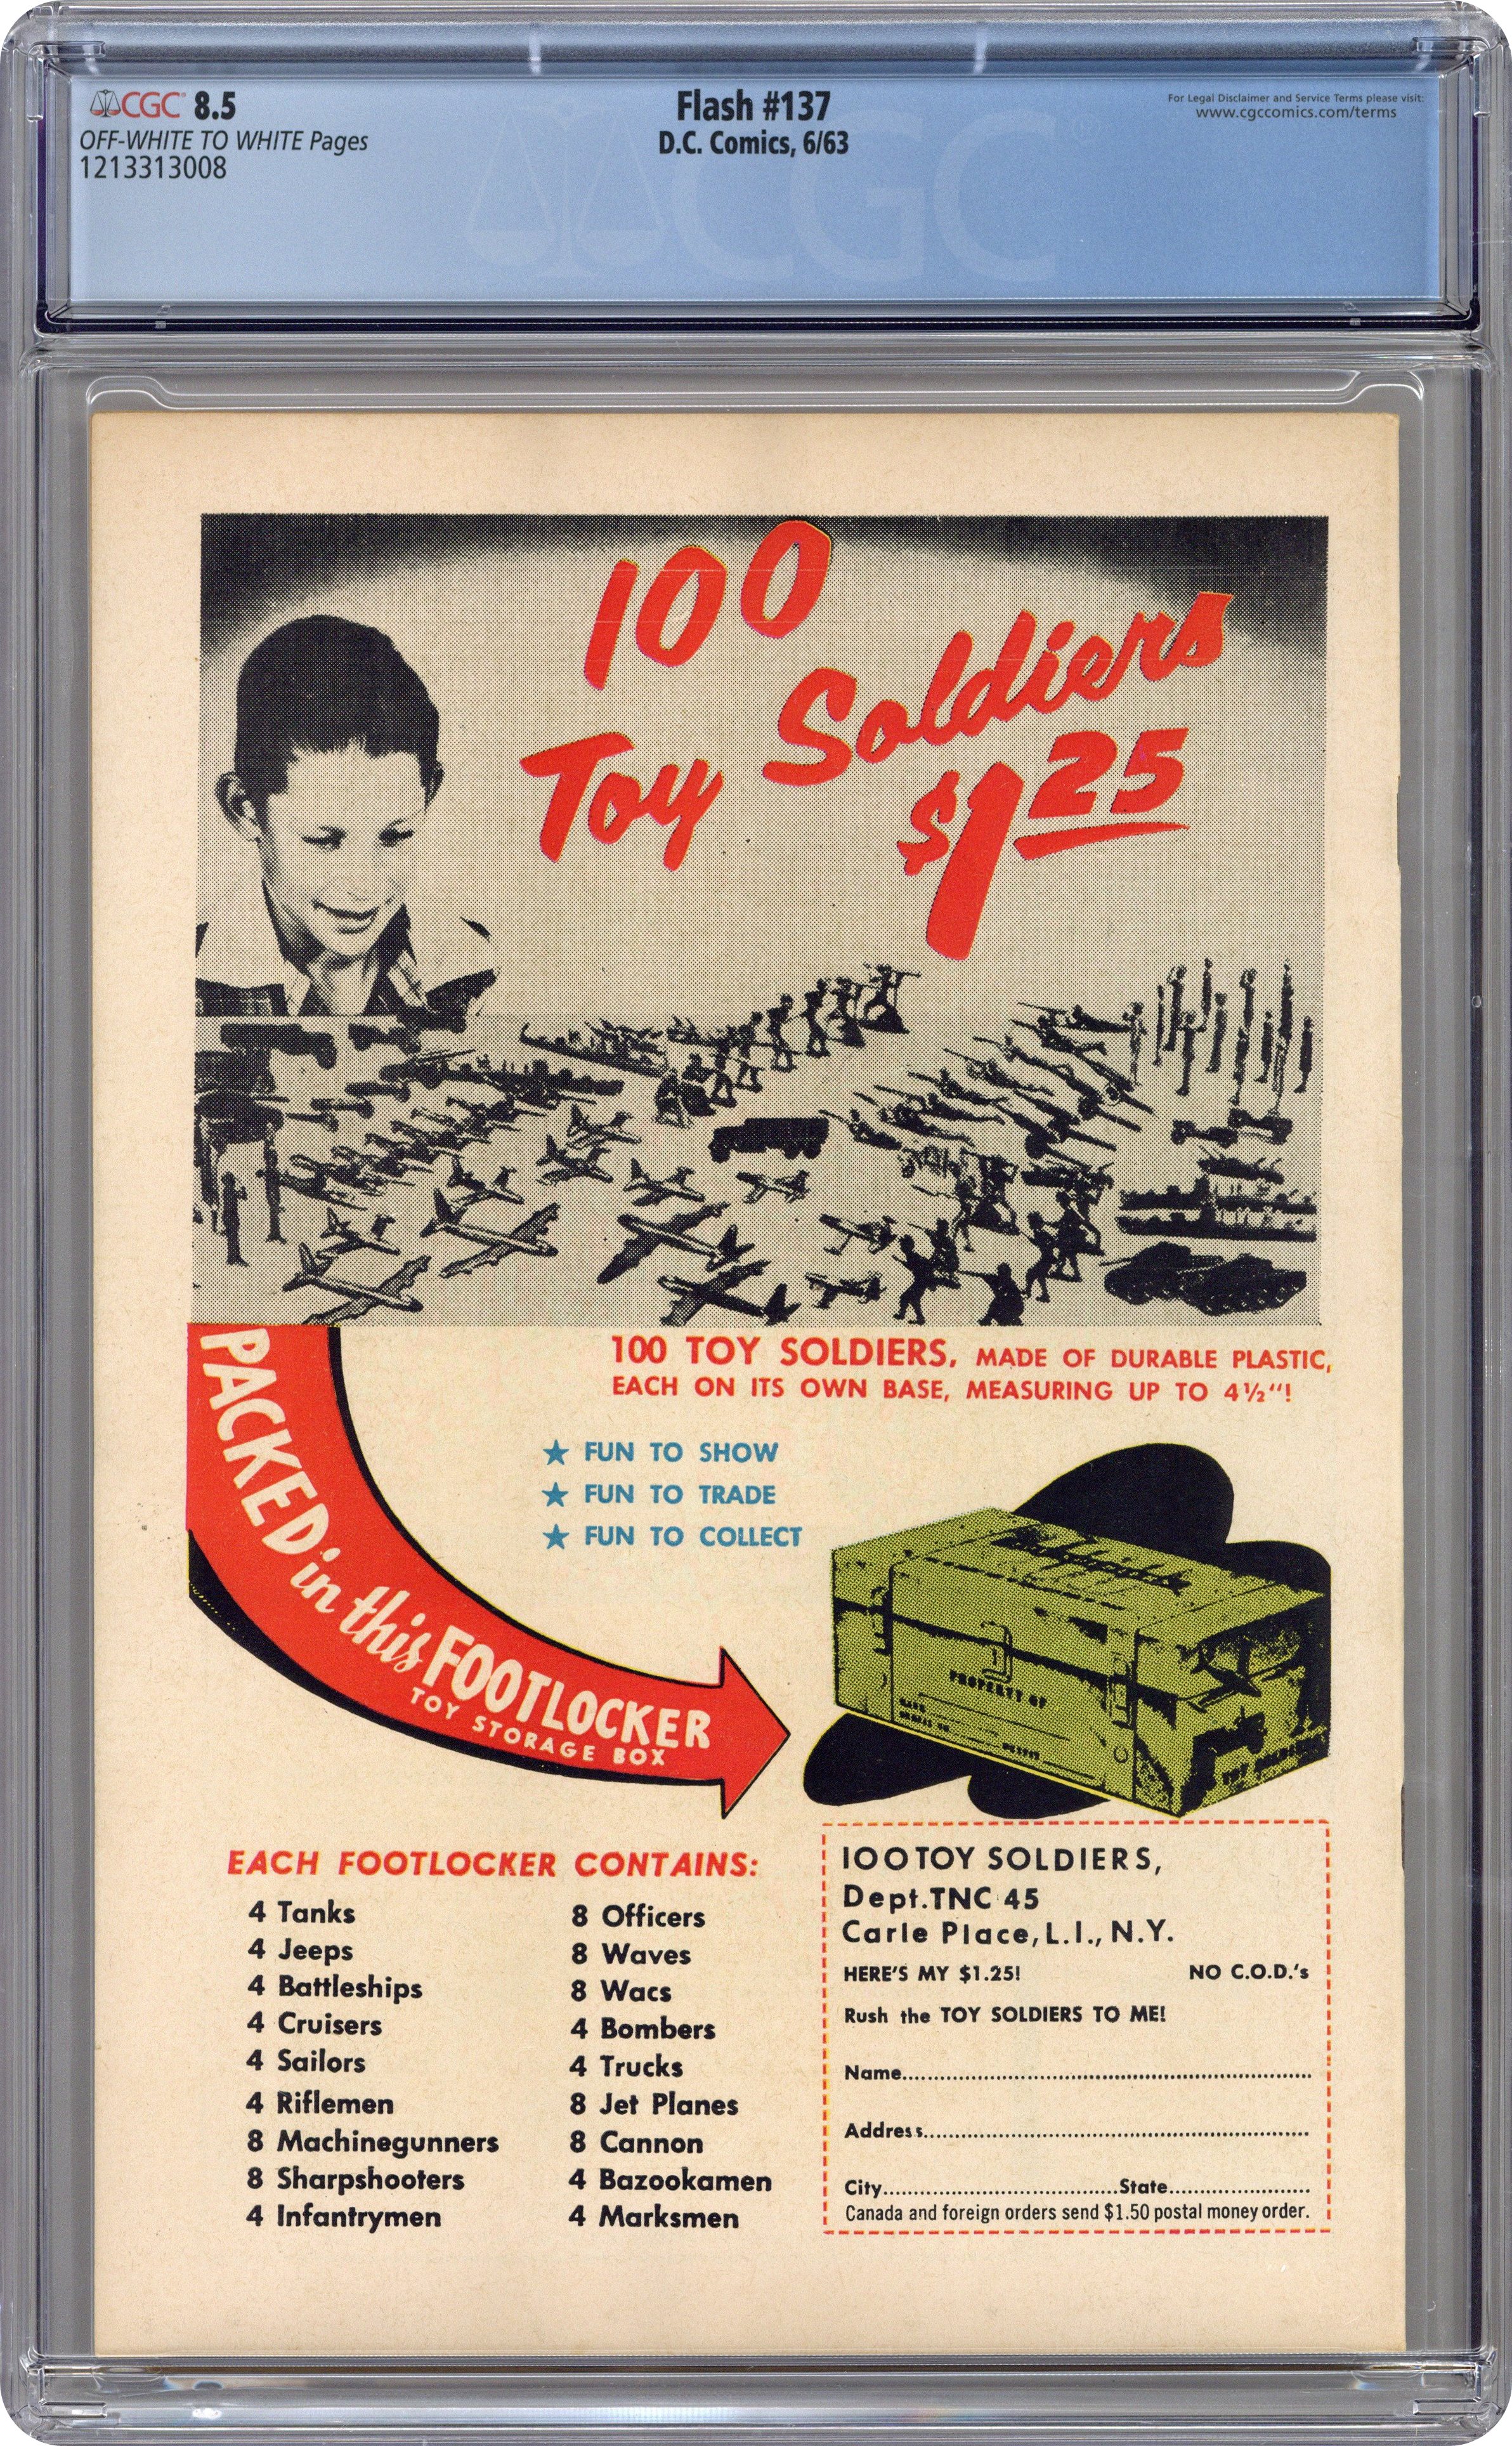 CGC 8.5
OFF-WHITE TO WHITE Pages
1213313008
Flash #137
D.C. Comics, 6/63
For Legal Disclaimer and Service Terms please visit:
www.cgccomics.com/terms
CGC
100
Toy Soldiers
$1 25
100 TOY SOLDIERS, MADE OF DURABLE PLASTIC,
EACH ON ITS OWN BASE, MEASURING UP TO 4½"!
★ FUN TO SHOW
★ FUN TO TRADE
★ FUN TO COLLECT
PACKED in this FOOTLOCKER
TOY STORAGE BOX
PROPERTY OF
EACH FOOTLOCKER CONTAINS:
4 Tanks
4 Jeeps
4 Battleships
4 Cruisers
4 Sailors
4 Riflemen
8 Machinegunners
8 Sharpshooters
4 Infantrymen
8 Officers
8 Waves
8 Wacs
4 Bombers
4 Trucks
8 Jet Planes
8 Cannon
4 Bazookamen
4 Marksmen
100 TOY SOLDIERS,
Dept. TNC 45
Carle Place, L.I., N.Y.
HERE'S MY $1.25! NO C.O.D.'s
Rush the TOY SOLDIERS TO ME!
Name
Address
City State
Canada and foreign orders send $1.50 postal money order.